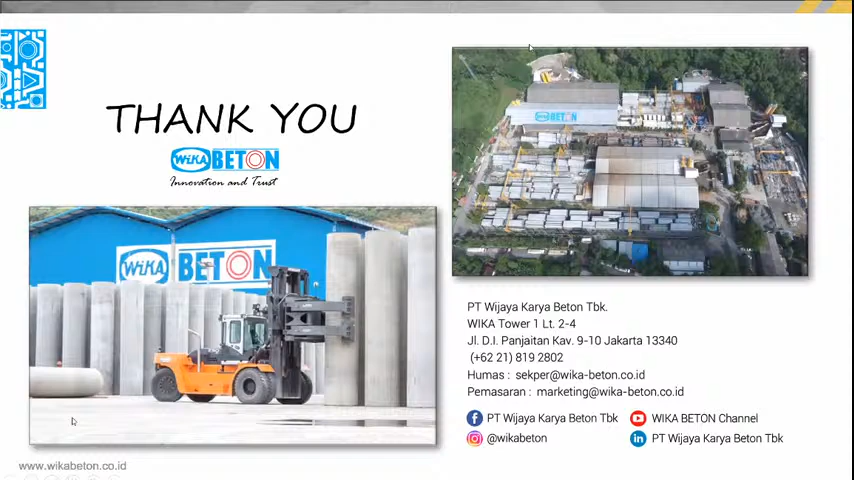 THANK YOU
WIKA BETON
Innovation and Trust
WIKA BETON
WIKA BETON
PT Wijaya Karya Beton Tbk.
WIKA Tower 1 Lt. 2-4
Jl. D.I. Panjaitan Kav. 9-10 Jakarta 13340
(+62 21) 819 2802
Humas : sekper@wika-beton.co.id
Pemasaran : marketing@wika-beton.co.id
PT Wijaya Karya Beton Tbk
WIKA BETON Channel
@wikabeton
PT Wijaya Karya Beton Tbk
www.wikabeton.co.id